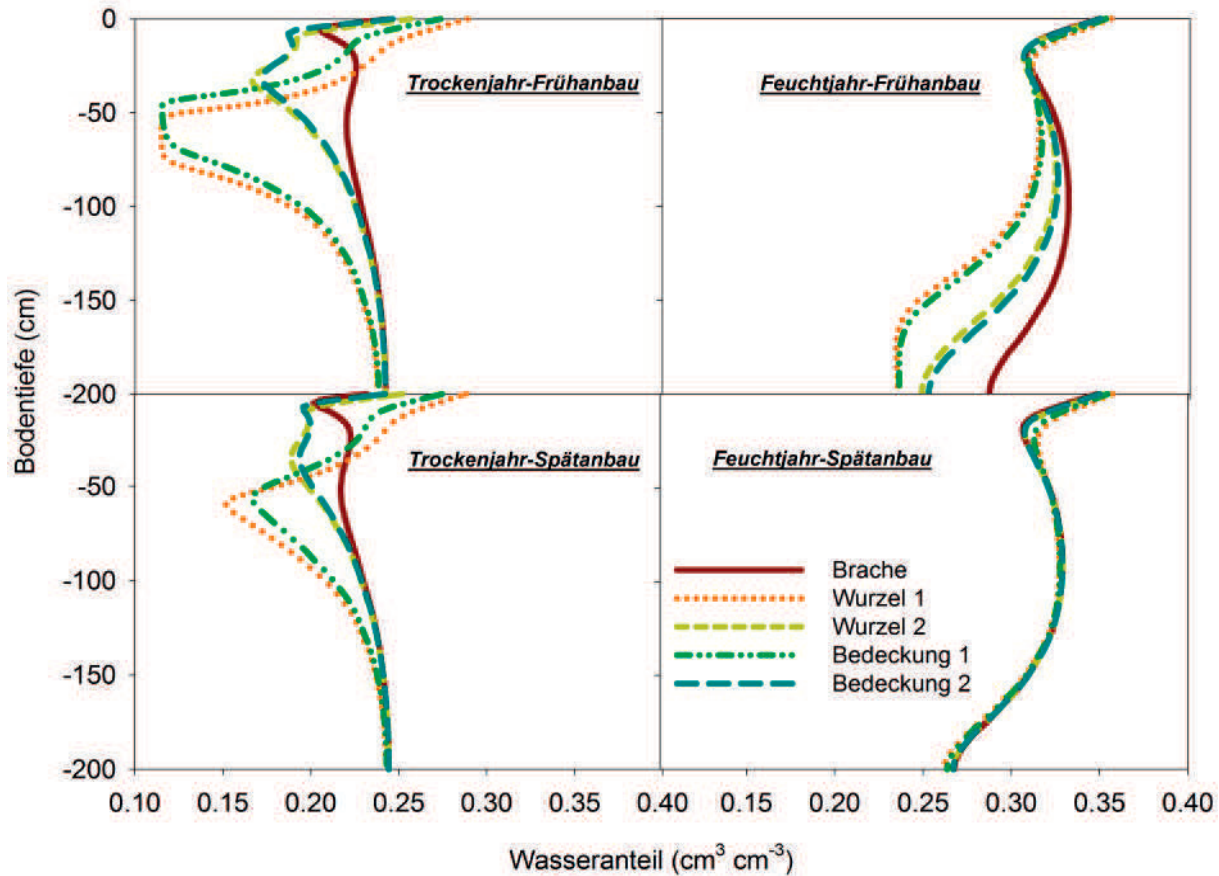 0
-50
-100
-150
-200
-50
-100
-150
-200
Bodentiefe (cm)
Trockenjahr-Frühanbau
Feuchtjahr-Frühanbau
Trockenjahr-Spätanbau
Feuchtjahr-Spätanbau
Brache
Wurzel 1
Wurzel 2
Bedeckung 1
Bedeckung 2
0.10 0.15 0.20 0.25 0.30 0.35 0.40 0.20 0.25 0.30 0.35 0.40
Wasseranteil (cm³ cm⁻³)